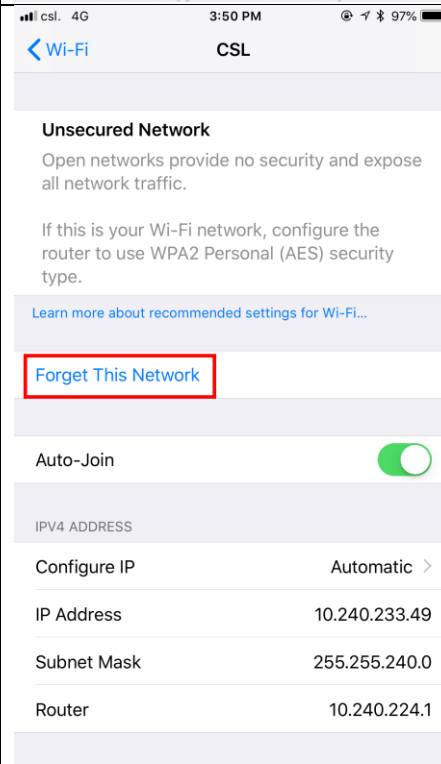 csl. 4G 3:50 PM 97%
Wi-Fi CSL
Unsecured Network
Open networks provide no security and expose
all network traffic.
If this is your Wi-Fi network, configure the
router to use WPA2 Personal (AES) security
type.
Learn more about recommended settings for Wi-Fi...
Forget This Network
Auto-Join
IPV4 ADDRESS
Configure IP Automatic
IP Address 10.240.233.49
Subnet Mask 255.255.240.0
Router 10.240.224.1